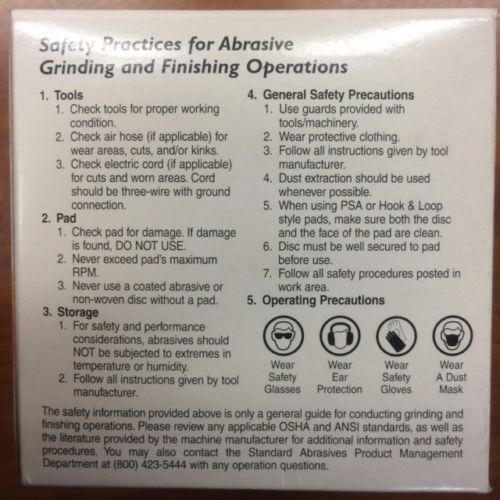 Safety Practices for Abrasive
Grinding and Finishing Operations
1. Tools
1. Check tools for proper working
condition.
2. Check air hose (if applicable) for
wear areas, cuts, and/or kinks.
3. Check electric cord (if applicable)
for cuts and worn areas. Cord
should be three-wire with ground
connection.
2. Pad
1. Check pad for damage. If damage
is found, DO NOT USE.
2. Never exceed pad's maximum
RPM.
3. Never use a coated abrasive or
non-woven disc without a pad.
3. Storage
1. For safety and performance
considerations, abrasives should
NOT be subjected to extremes in
temperature or humidity.
2. Follow all instructions given by tool
manufacturer.
4. General Safety Precautions
1. Use guards provided with
tools/machinery.
2. Wear protective clothing.
3. Follow all instructions given by tool
manufacturer.
4. Dust extraction should be used
whenever possible.
5. When using PSA or Hook & Loop
style pads, make sure both the disc
and the face of the pad are clean.
6. Disc must be well secured to pad
before use.
7. Follow all safety procedures posted in
work area.
5. Operating Precautions
Wear
Safety
Glasses
Wear
Ear
Protection
Wear
Safety
Gloves
Wear
A Dust
Mask
The safety information provided above is only a general guide for conducting grinding and
finishing operations. Please review any applicable OSHA and ANSI standards, as well as
the literature provided by the machine manufacturer for additional information and safety
procedures. You may also contact the Standard Abrasives Product Management
Department at (800) 423-5444 with any operation questions.